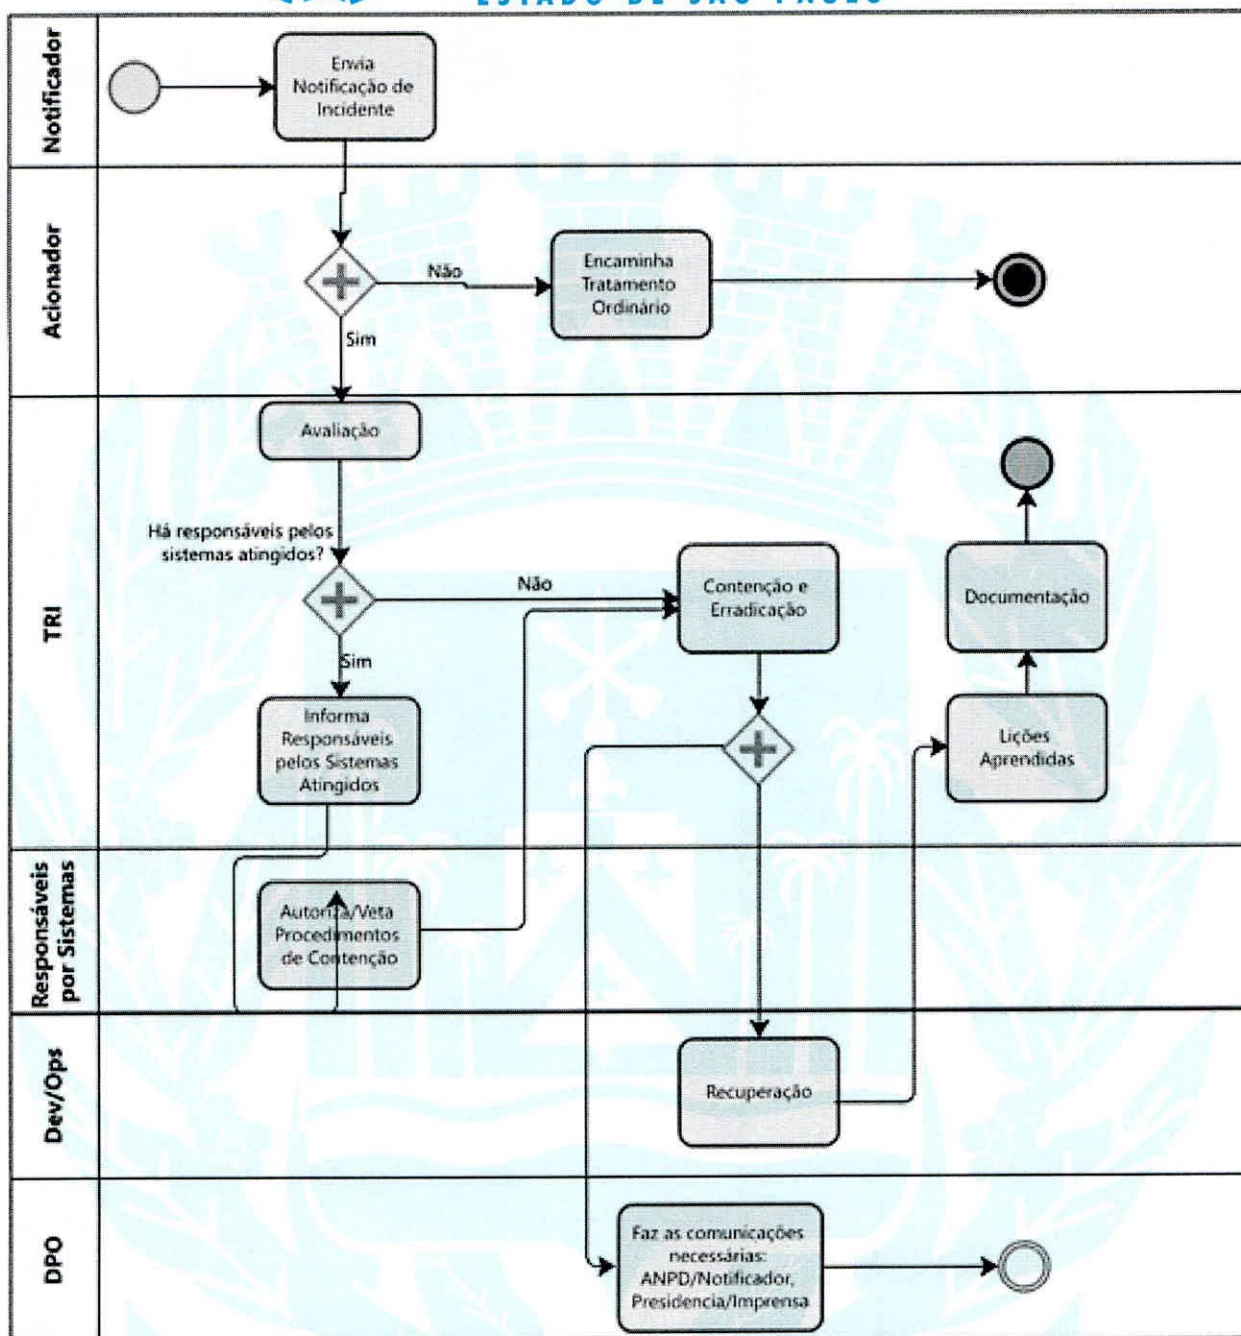 ESTADO DE SÃO PAULO
Notificador
Envia
Notificação de
Incidente
Acionador
Não
Encaminha
Tratamento
Ordinário
Sim
TRI
Avaliação
Há responsáveis pelos
sistemas atingidos?
Não
Contenção e
Erradicação
Documentação
Sim
Informa
Responsáveis
pelos Sistemas
Atingidos
Lições
Aprendidas
Responsáveis
por Sistemas
Autoriza/Veta
Procedimentos
de Contenção
Dev/Ops
Recuperação
DPO
Faz as comunicações
necessárias:
ANPD/Notificador,
Presidencia/Imprensa